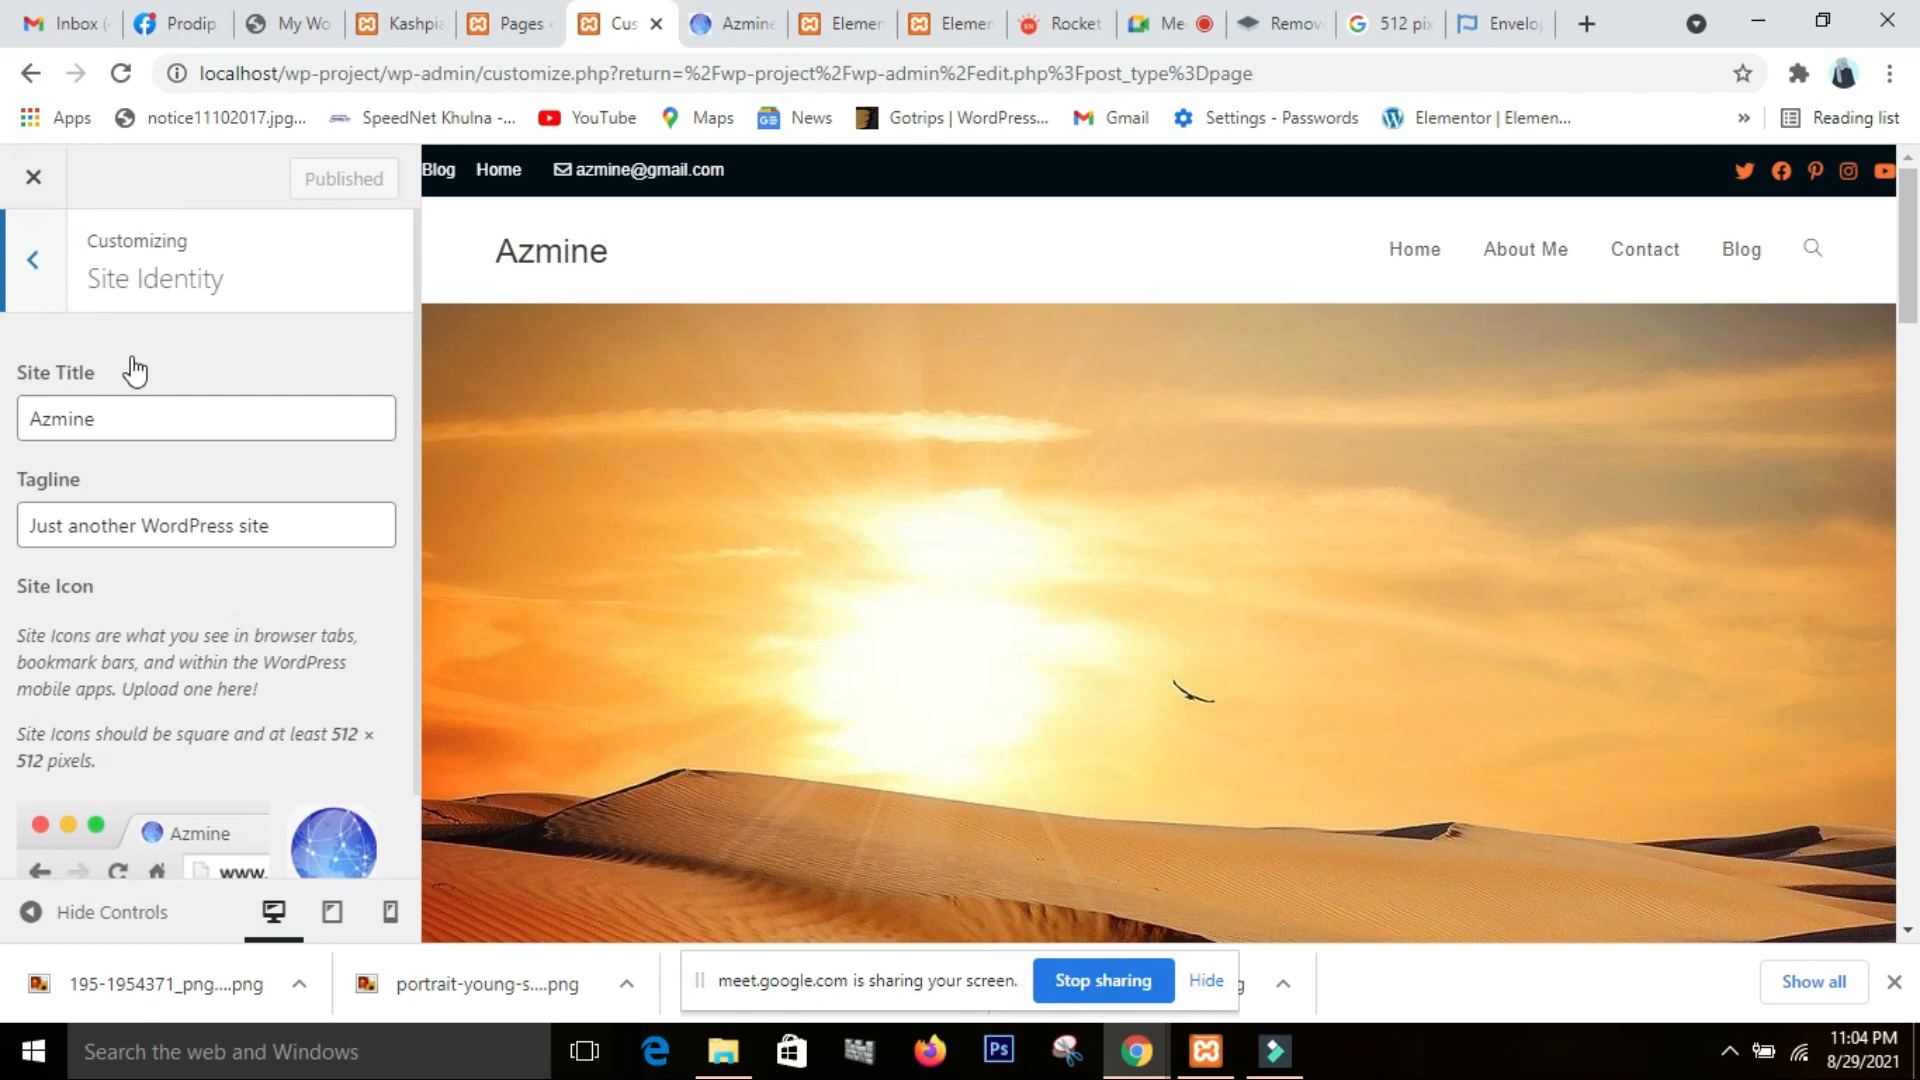 Inbox (
Prodip
My Wo
Kashpia
Pages
Cus
Azmine
Elemen
Elemen
Rocket
Me
Remov
512 pix
Envelop
localhost/wp-project/wp-admin/customize.php?return=%2Fwp-project%2Fwp-admin%2Fedit.php%3Fpost_type%3Dpage
Apps
notice11102017.jpg...
SpeedNet Khulna -...
YouTube
Maps
News
Gotrips | WordPress...
Gmail
Settings - Passwords
Elementor | Elemen...
»
Reading list
Published
Blog
Home
azmine@gmail.com
Customizing
Site Identity
Azmine
Home
About Me
Contact
Blog
Site Title
Azmine
Tagline
Just another WordPress site
Site Icon
Site Icons are what you see in browser tabs,
bookmark bars, and within the WordPress
mobile apps. Upload one here!
Site Icons should be square and at least 512 ×
512 pixels.
Azmine
www.
Hide Controls
195-1954371_png....png
portrait-young-s....png
meet.google.com is sharing your screen.
Stop sharing
Hide
g
Show all
Search the web and Windows
Ps
11:04 PM
8/29/2021